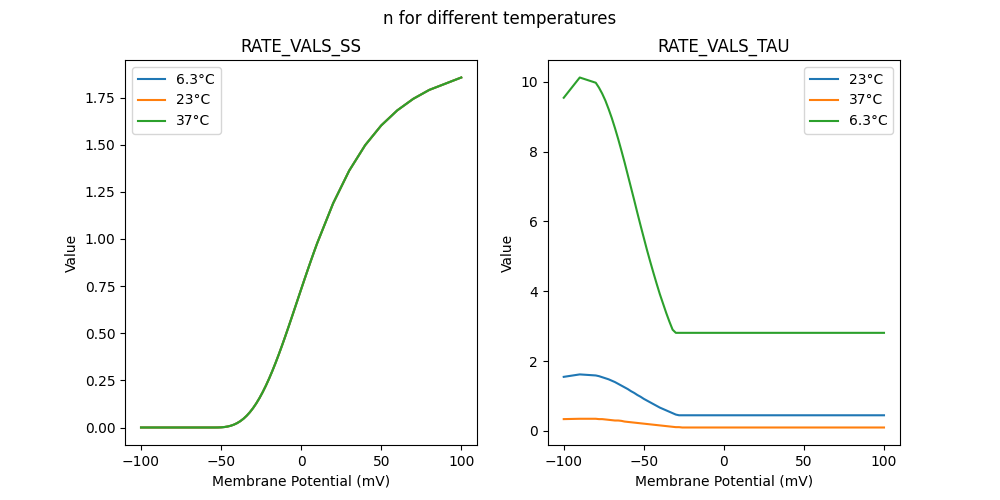 n for different temperatures
RATE_VALS_SS
RATE_VALS_TAU
6.3°C
23°C
37°C
23°C
37°C
6.3°C
Value
1.75
1.50
1.25
1.00
0.75
0.50
0.25
0.00
−100
−50
0
50
100
Membrane Potential (mV)
Value
10
8
6
4
2
0
−100
−50
0
50
100
Membrane Potential (mV)